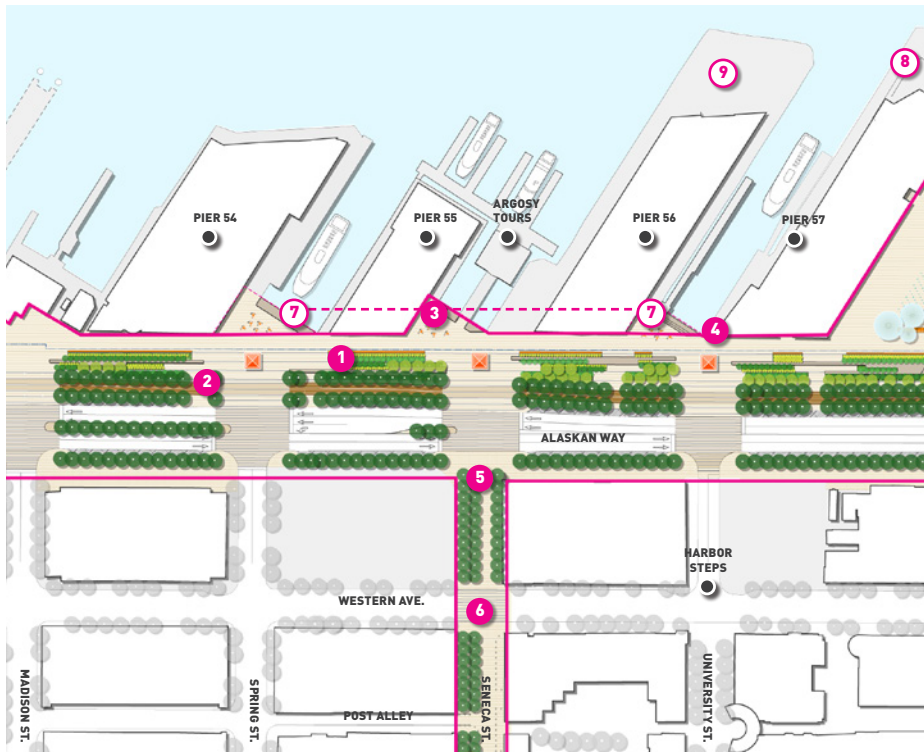 8
9
PIER 54
PIER 55
ARGOSY
TOURS
PIER 56
PIER 57
7
3
7
4
1
2
ALASKAN WAY
5
HARBOR
STEPS
WESTERN AVE.
6
MADISON ST.
SPRING ST.
SENECA ST.
UNIVERSITY ST.
POST ALLEY